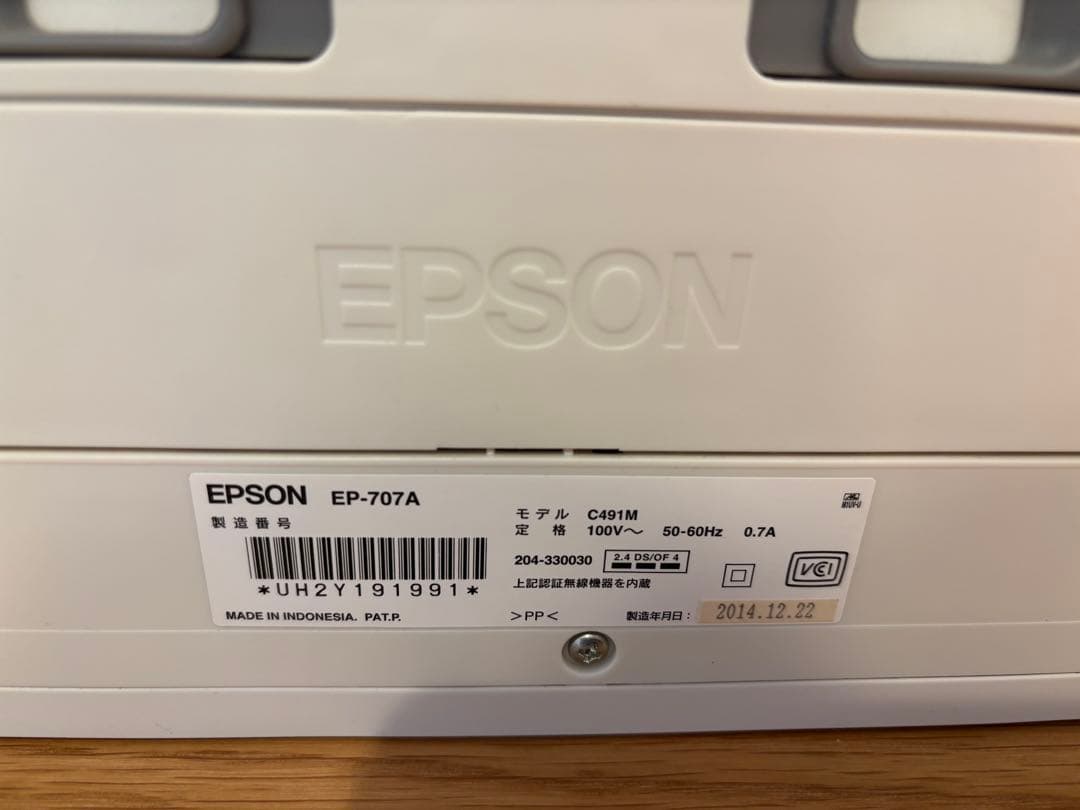 EPSON
EPSON EP-707A
製造番号
*UH2Y191991*
MADE IN INDONESIA. PAT.P.
モデル C491M
定格 100V～ 50-60Hz 0.7A
204-330030 2.4 DS/OF 4
上記認証無線機器を内蔵
>PP<
製造年月日： 2014.12.22
VCI